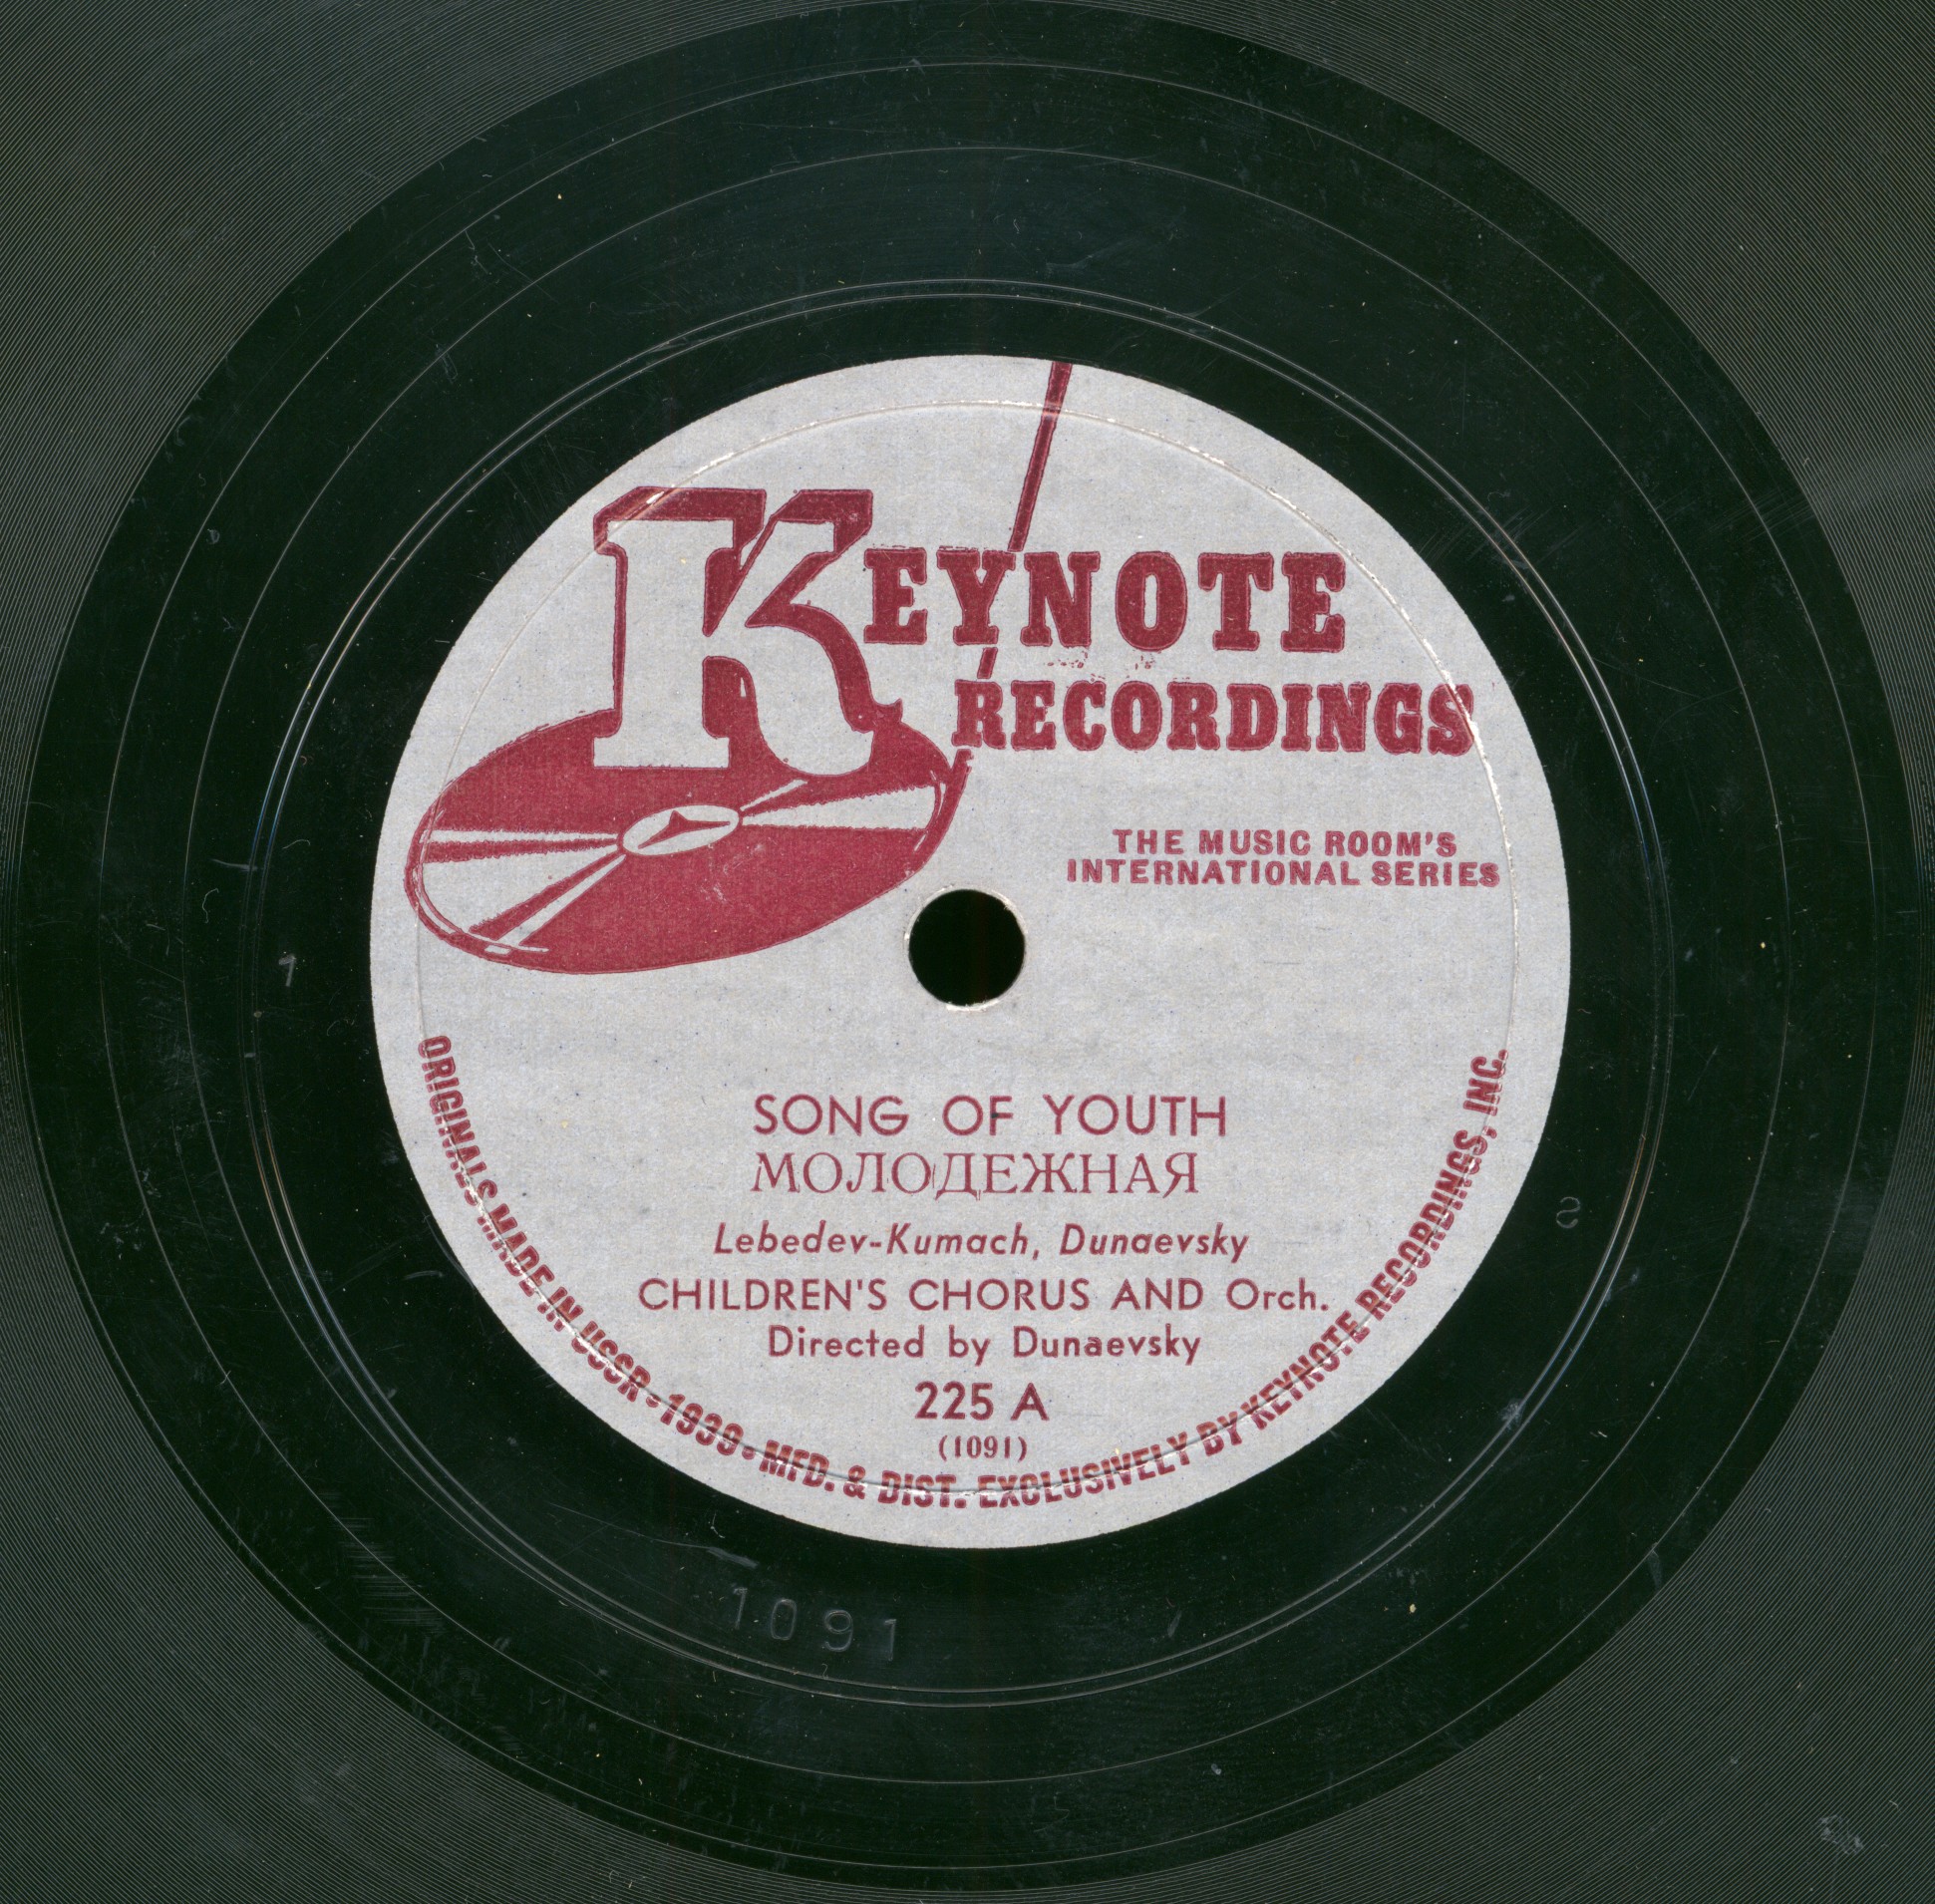 KEYNOTE
RECORDINGS
THE MUSIC ROOM'S
INTERNATIONAL SERIES
SONG OF YOUTH
МОЛОДЕЖНАЯ
Lebedev-Kumach, Dunaevsky
CHILDREN'S CHORUS AND Orch.
Directed by Dunaevsky
225 A
(1091)
ORIGINALS MADE IN USSR • 1939 • MFD. & DIST. EXCLUSIVELY BY KEYNOTE RECORDINGS, INC.
1091